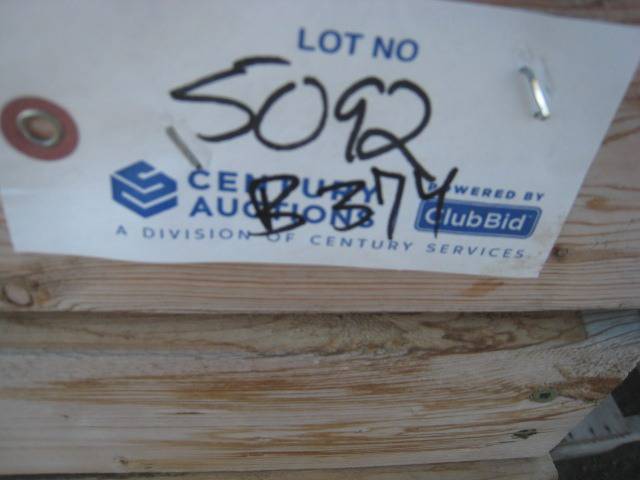 LOT NO
5092
B374
CENTURY
AUCTIONS
POWERED BY
ClubBid
A DIVISION OF CENTURY SERVICES